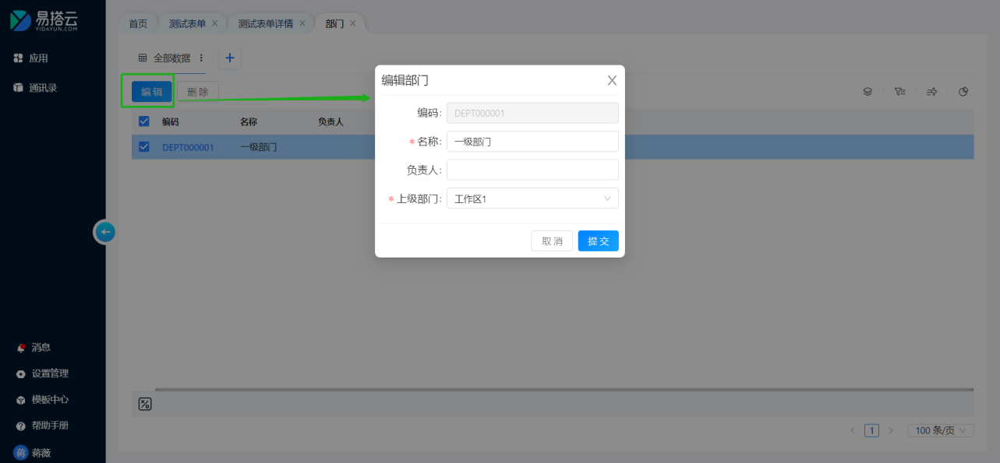 易搭云
YIDAYUN.COM
首页
测试表单
测试表单详情
部门
应用
全部数据
通讯录
编辑
删除
编辑部门
编码:
DEPT000001
*名称:
一级部门
负责人:
*上级部门:
工作区1
取消
提交
编码
名称
负责人
DEPT000001
一级部门
消息
设置管理
模板中心
帮助手册
蒋
蒋薇
1
100 条/页